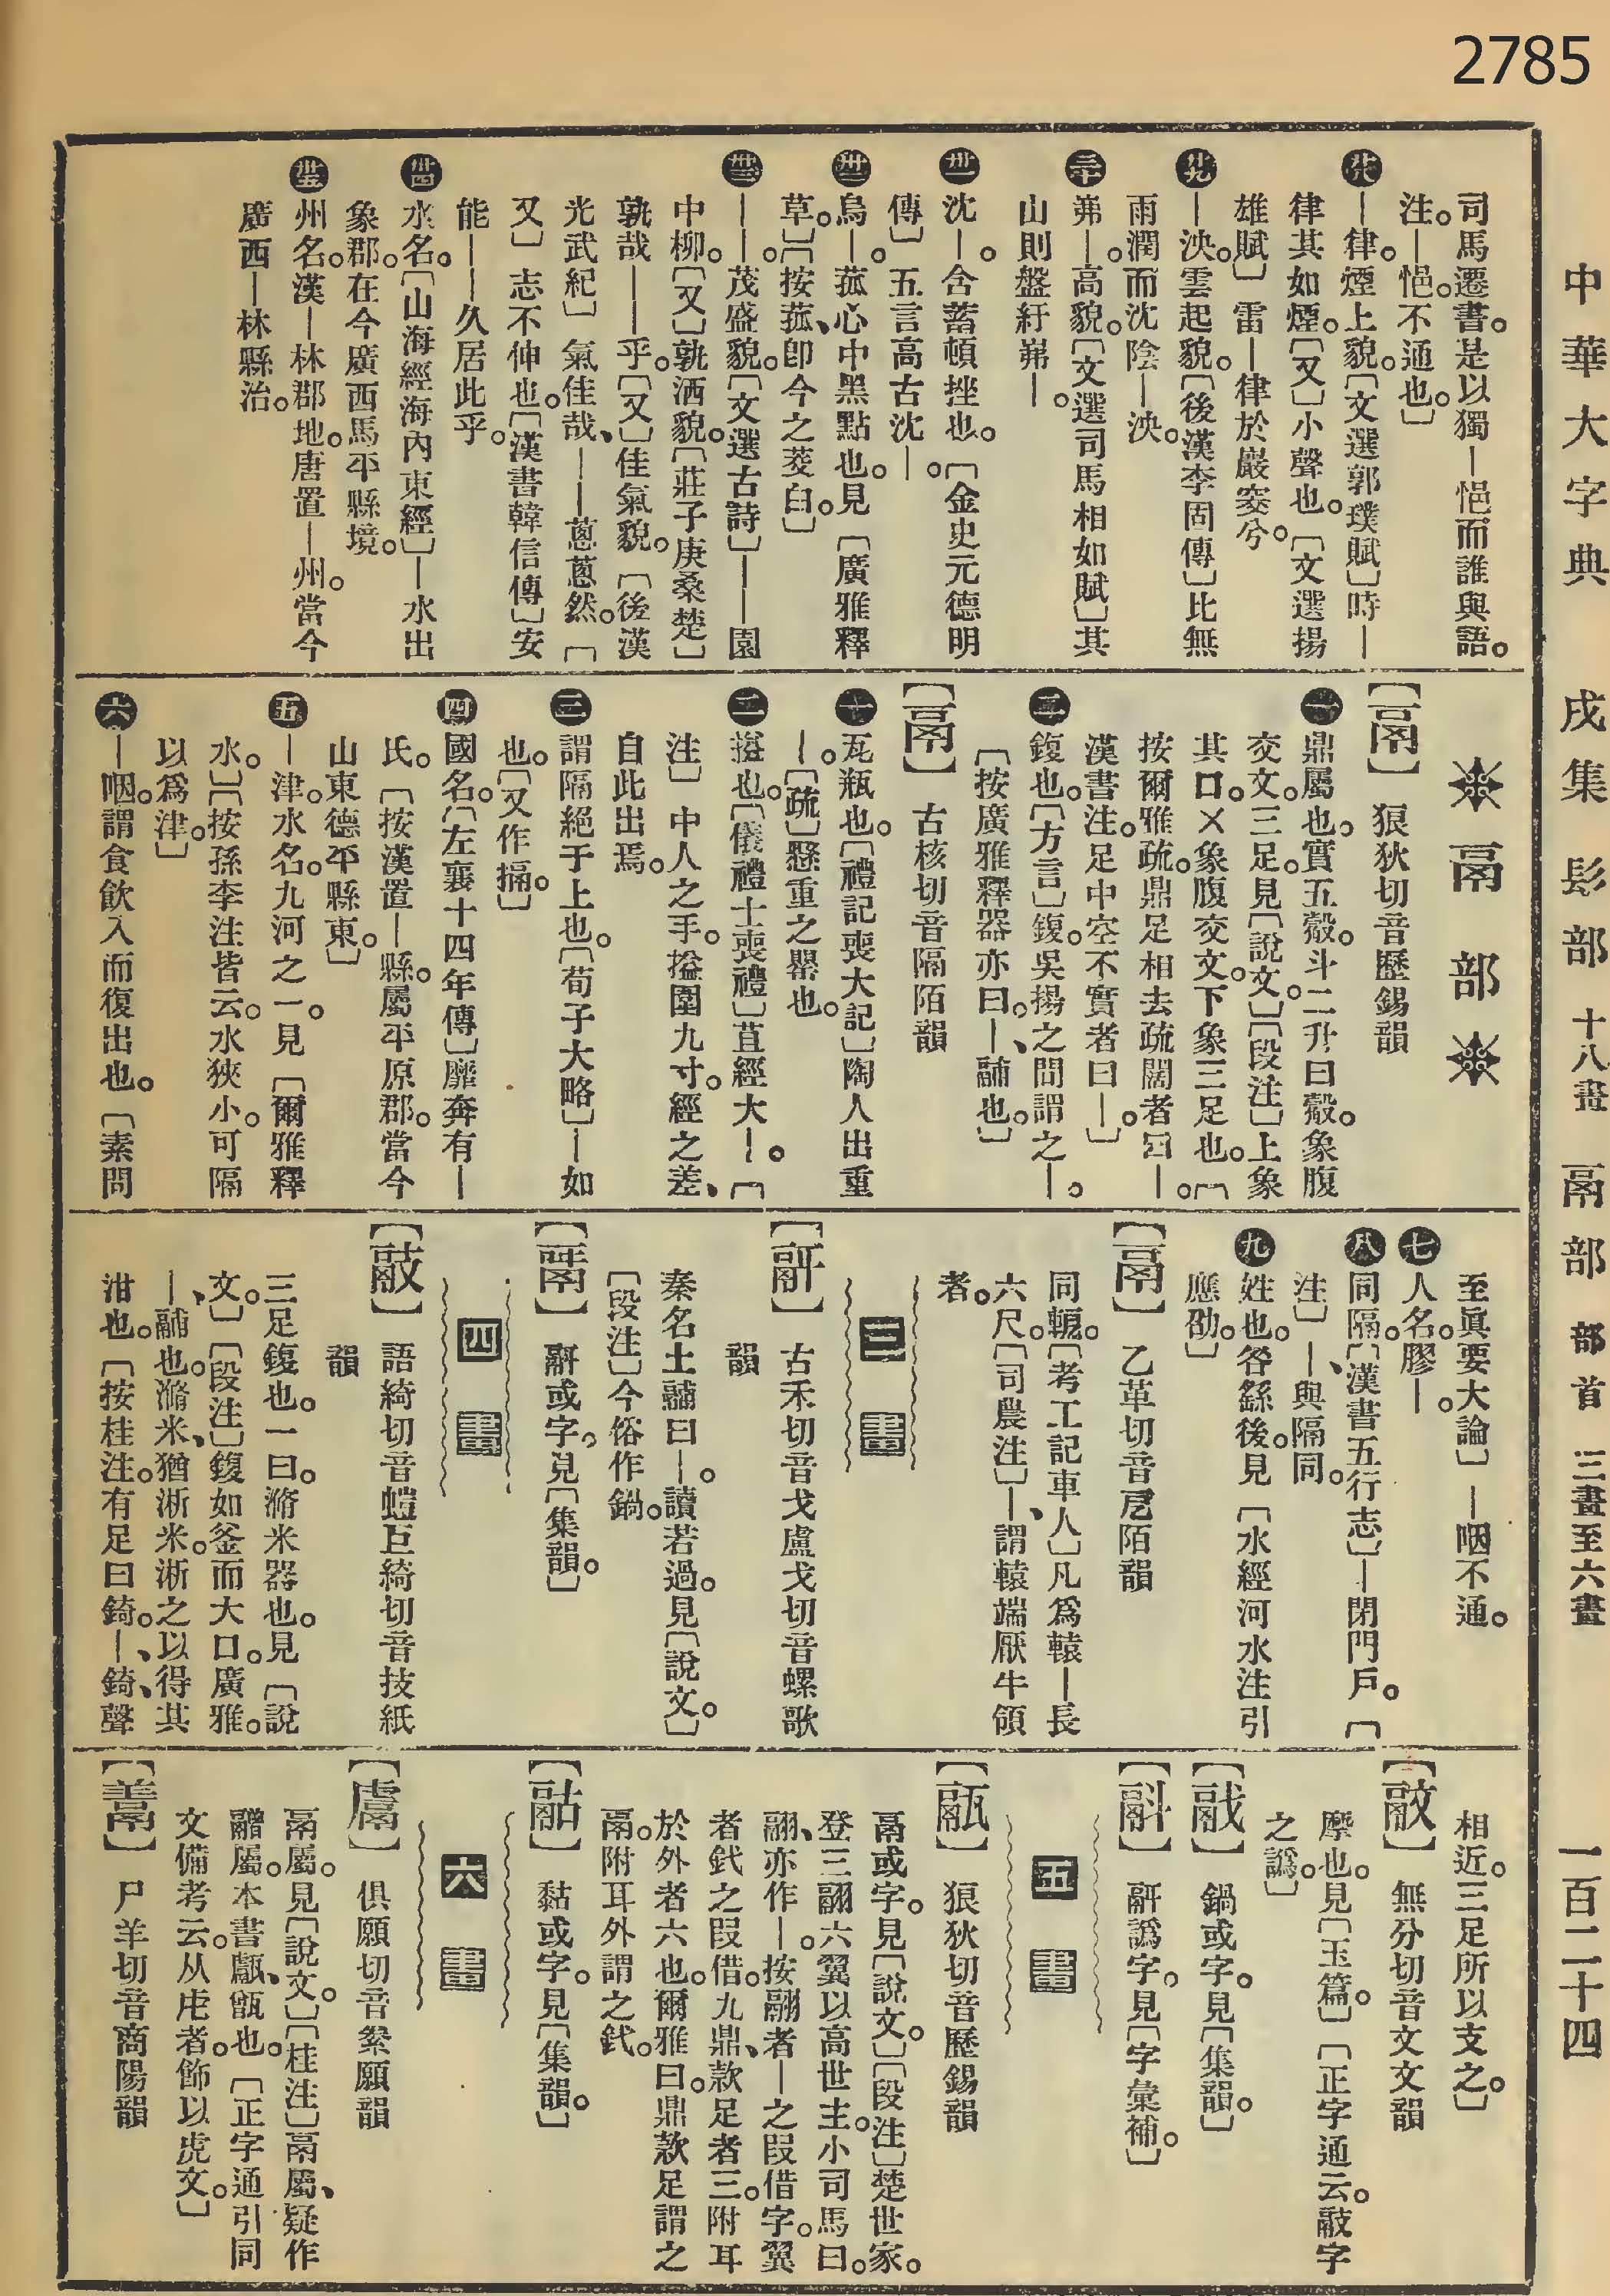 2785
中華大字典 戌集 髟部 十八畫 鬲部 部首 三畫至六畫 一百二十四
司馬遷書。是以獨—悒而誰與語。
注。—悒。不通也。〕
廿八 —律。煙上貌。〔文選郭璞賦〕時—
律其如煙。〔又〕小聲也。〔文選揚
雄賦〕雷—律於巖窔兮。
廿九 —泱。雲起貌。〔後漢李固傳〕比無
雨潤而沈陰—泱。
三十 岪—。高貌。〔文選司馬相如賦〕其
山則盤紆岪—。
卅一 沈—。含蓄頓挫也。〔金史元德明
傳〕五言高古沈—。
卅二 烏—。菰心中黑點也。見〔廣雅釋
草。〕〔按菰、卽今之茭白。〕
卅三 ——。茂盛貌。〔文選古詩〕——園
中柳。〔又〕孰洒貌。〔莊子庚桑楚〕
孰哉——乎。〔又〕佳氣貌。〔後漢
光武紀〕氣佳哉、——蔥蔥然。〔
又〕志不伸也。〔漢書韓信傳〕安
能——久居此乎。
卅四 水名。〔山海經海內東經〕—水出
象郡。在今廣西馬平縣境。
卅五 州名。漢—林郡地。唐置—州。當今
廣西—林縣治。
鬲部
【鬲】 狠狄切音歷錫韻
一 鼎屬也。實五觳。斗二升曰觳。象腹
交文。三足。見〔說文。〕〔段注〕上象
其口。㐅象腹交文。下象三足也。〔
按爾雅疏。鼎足相去疏闊者曰—。
漢書注。足中空不實者曰—。〕
二 鍑也。〔方言〕鍑。吳揚之間謂之—。
〔按廣雅釋器亦曰。—、䰙也。〕
【鬲】 古核切音隔陌韻
十 瓦瓶也。〔禮記喪大記〕陶人出重
—。〔疏〕懸重之罌也。
二 搤也。〔儀禮士喪禮〕苴絰大—。〔
注〕中人之手。搤圍九寸。經之差、
自此出焉。
三 謂隔絕于上也。〔荀子大略〕—如
也。〔又作搹。〕
四 國名。〔左襄十四年傳〕靡奔有—
氏。〔按漢置—縣。屬平原郡。當今
山東德平縣東。〕
五 —津。水名。九河之一。見〔爾雅釋
水。〕〔按孫李注皆云。水狹小。可隔
以爲津。〕
六 —咽。謂食飲入而復出也。〔素問
至眞要大論〕—咽不通。
七 人名。膠—。
八 同隔。〔漢書五行志〕—閉門戶。〔
注〕—、與隔同。
九 姓也。咎繇後。見〔水經河水注引
應劭。〕
【鬲】 乙革切音戹陌韻
同軶。〔考工記車人〕凡爲轅—長
六尺。〔司農注〕—、謂轅端厭牛領
者。
三畫
【䰛】 古禾切音戈盧戈切音螺歌
韻
秦名土䰙曰—。讀若過。見〔說文。〕
〔段注〕今俗作鍋。
䰛或字。見〔集韻。〕
四畫
【䰙】 語綺切音螘巨綺切音技紙
韻
三足鍑也。一曰。滫米器也。見〔說
文。〕〔段注〕鍑如釜而大口。廣雅。
—、䰙也。滫米、猶淅米。淅之以得其
泔也。〔按桂注。有足曰錡。—、錡聲
相近。三足所以支之。〕
無分切音文文韻
摩也。見〔玉篇。〕〔正字通云。䰙字
之譌。〕
鍋或字。見〔集韻。〕
䰛譌字。見〔字彙補。〕
五畫
狠狄切音歷錫韻
鬲或字。見〔說文。〕〔段注〕楚世家。
登三翮六翼以高世主。小司馬曰。
翮、亦作—。按翮者—之叚借字。翼
者釴之叚借。九鼎、款足者三。附耳
於外者六也。爾雅曰。鼎款足謂之
鬲。附耳外謂之釴。
黏或字。見〔集韻。〕
六畫
【鬳】 俱願切音絭願韻
鬲屬。見〔說文。〕〔桂注〕鬲屬、疑作
鬵屬。本書甗、甑也。〔正字通引同
文備考云。从虍者。飾以虎文。〕
尸羊切音商陽韻